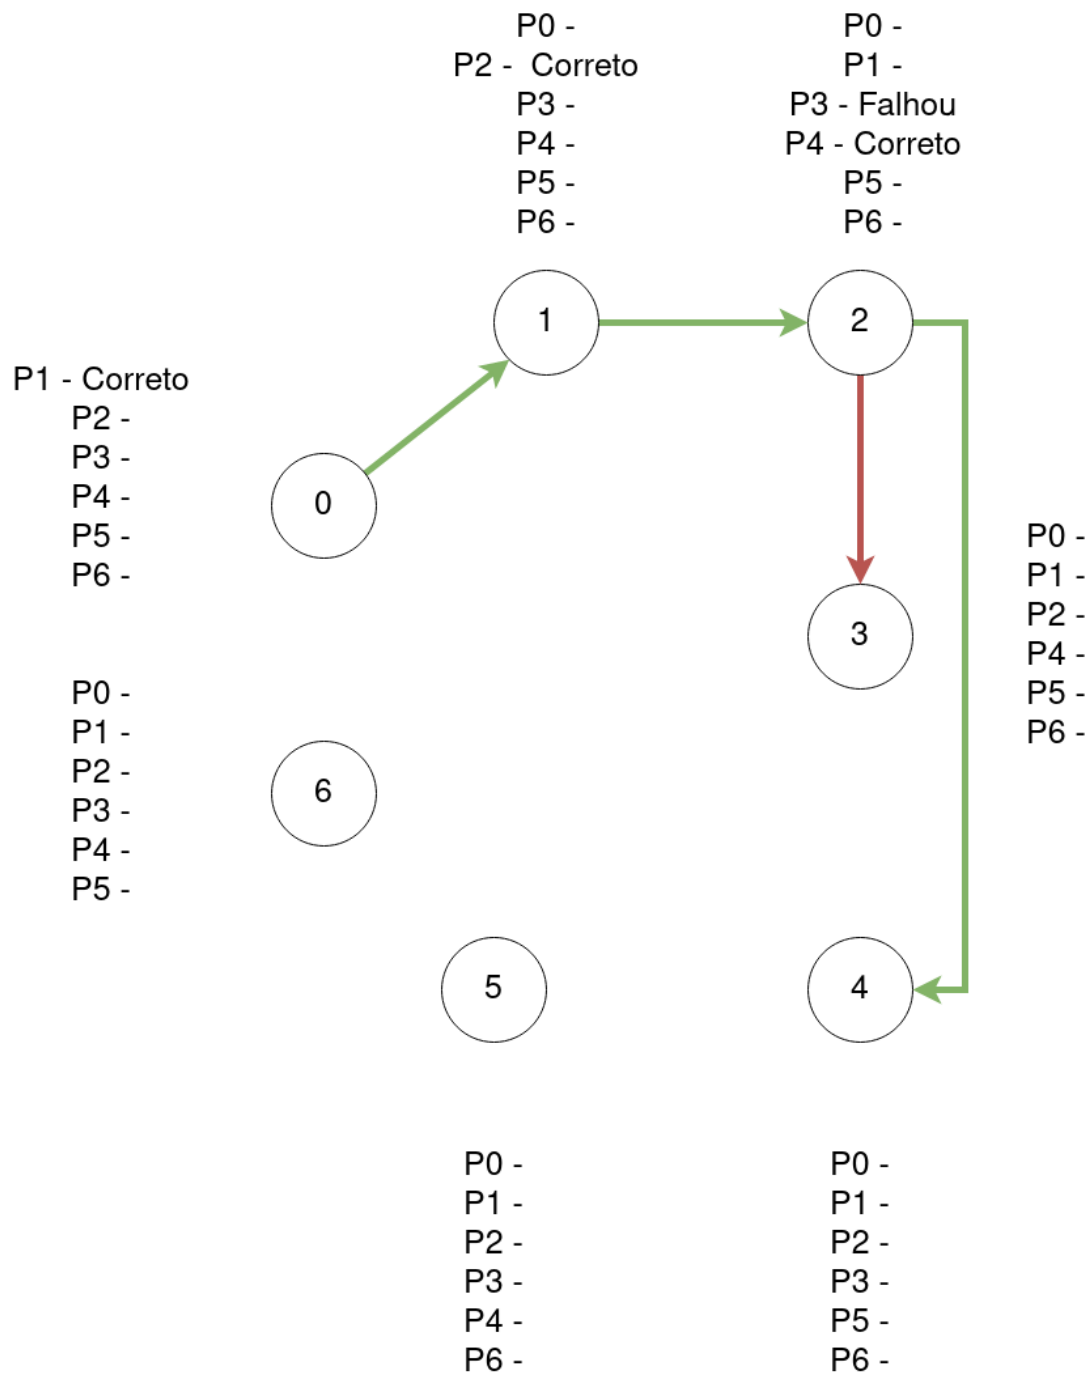 P0 -
P2 - Correto
P3 -
P4 -
P5 -
P6 -
P0 -
P1 -
P3 - Falhou
P4 - Correto
P5 -
P6 -
1
2
P1 - Correto
P2 -
P3 -
P4 -
P5 -
P6 -
0
P0 -
P1 -
P2 -
P4 -
P5 -
P6 -
3
P0 -
P1 -
P2 -
P3 -
P4 -
P5 -
6
5
4
P0 -
P1 -
P2 -
P3 -
P4 -
P6 -
P0 -
P1 -
P2 -
P3 -
P5 -
P6 -